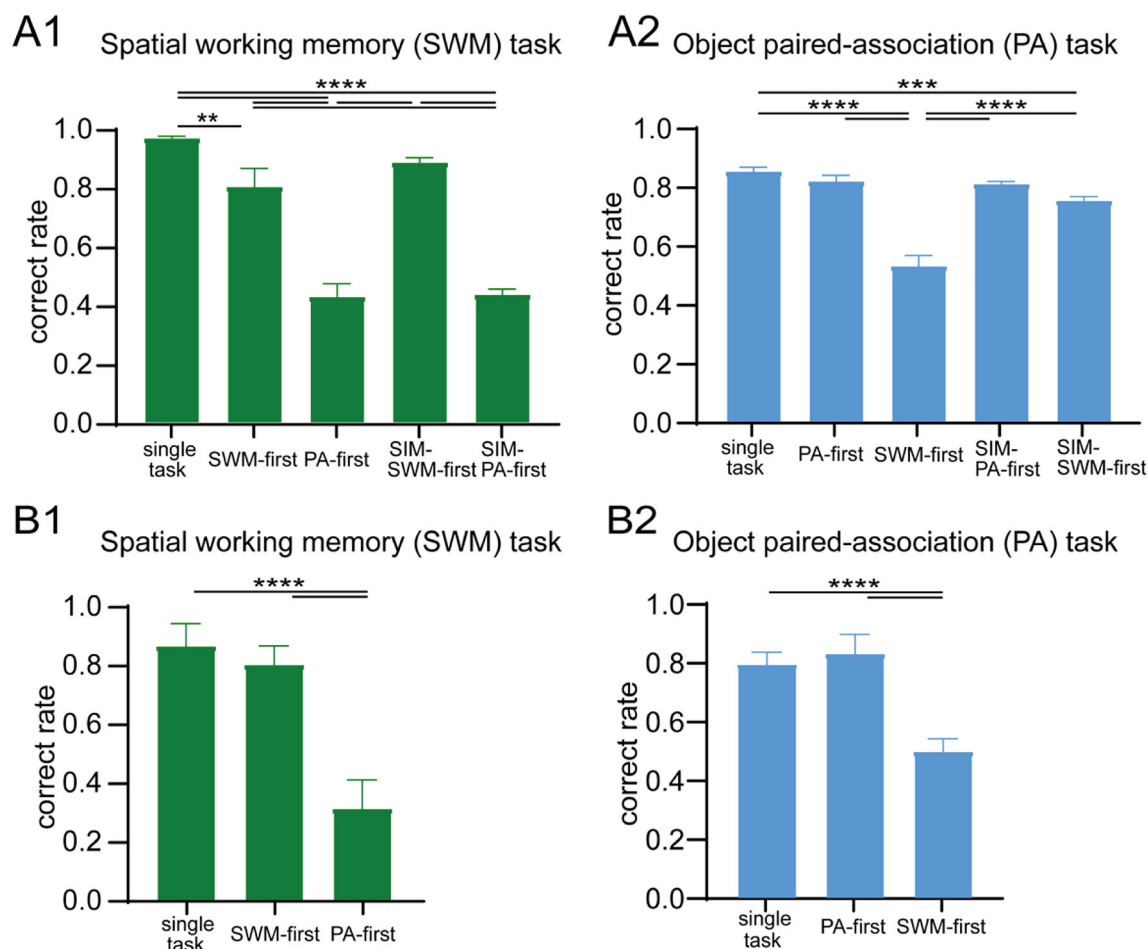 A1
Spatial working memory (SWM) task
****
**
correct rate
1.0
0.8
0.6
0.4
0.2
0.0
single
task
SWM-first
PA-first
SIM-
SWM-first
SIM-
PA-first
A2
Object paired-association (PA) task
***
**** ****
correct rate
1.0
0.8
0.6
0.4
0.2
0.0
single
task
PA-first
SWM-first
SIM-
PA-first
SIM-
SWM-first
B1
Spatial working memory (SWM) task
****
correct rate
1.0
0.8
0.6
0.4
0.2
0.0
single
task
SWM-first
PA-first
B2
Object paired-association (PA) task
****
correct rate
1.0
0.8
0.6
0.4
0.2
0.0
single
task
PA-first
SWM-first